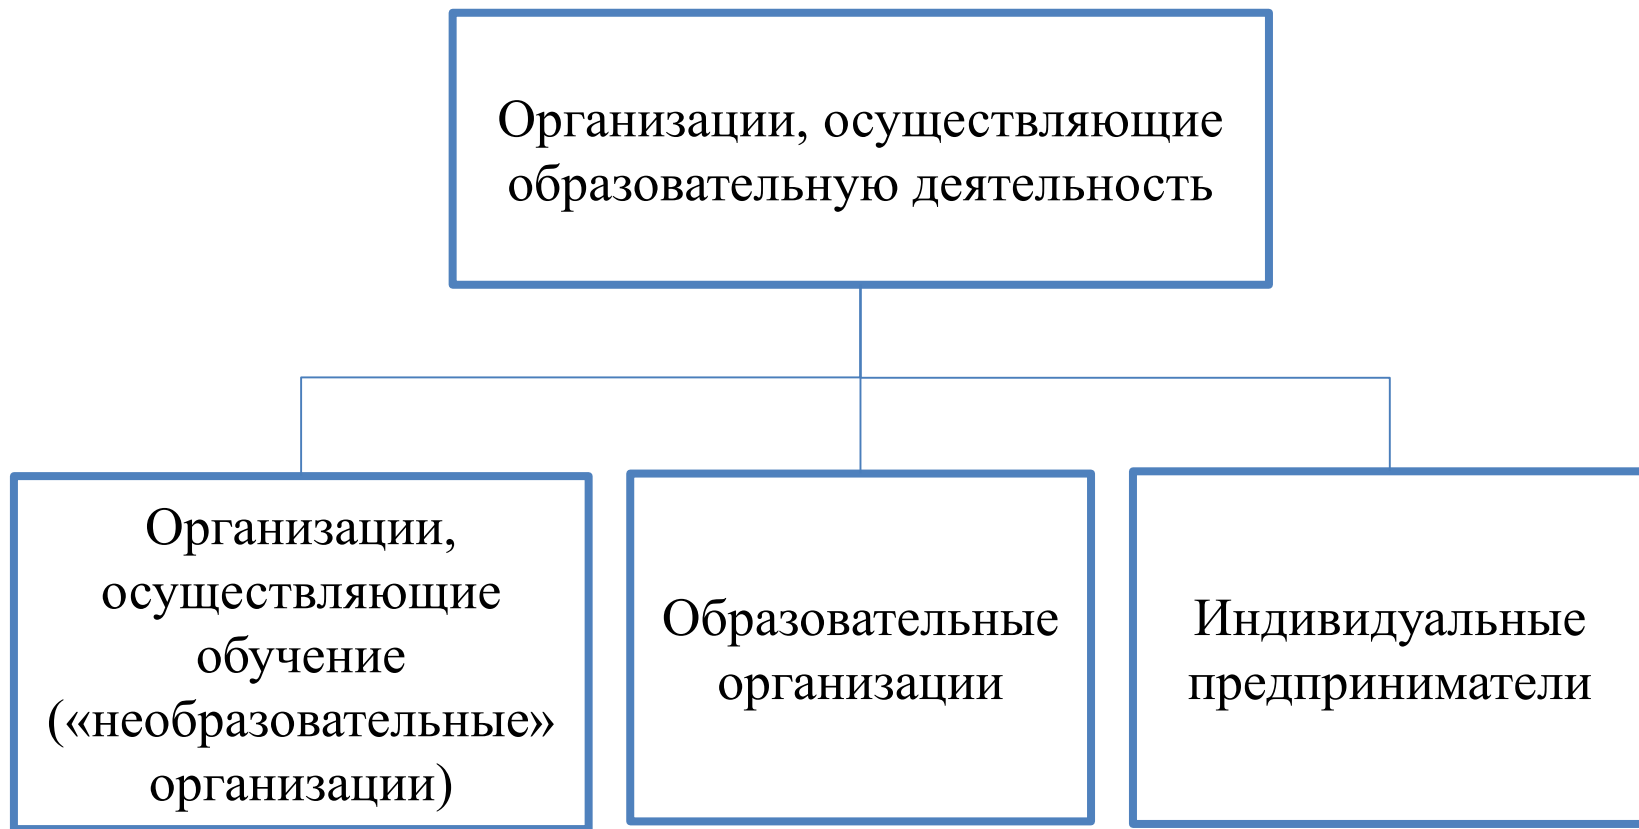 Организации, осуществляющие
образовательную деятельность
Организации,
осуществляющие
обучение
(«необразовательные»
организации)
Образовательные
организации
Индивидуальные
предприниматели